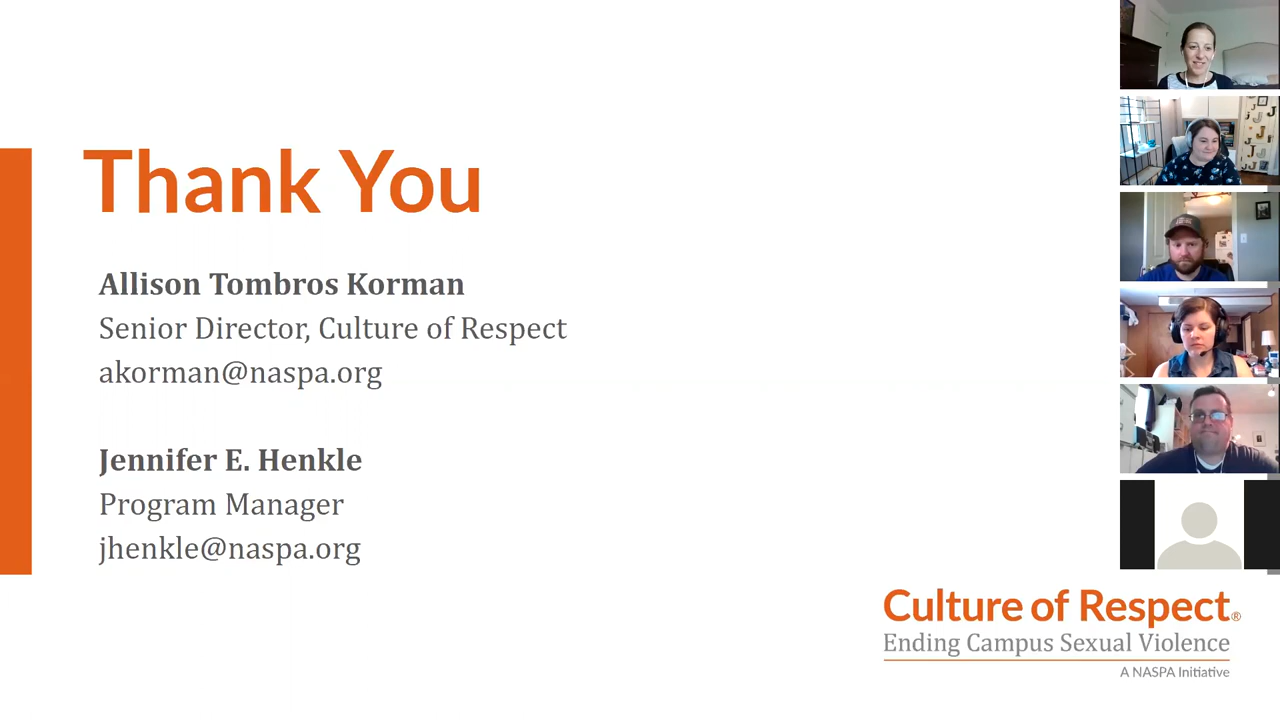 Thank You
Allison Tombros Korman
Senior Director, Culture of Respect
akorman@naspa.org
Jennifer E. Henkle
Program Manager
jhenkle@naspa.org
Culture of Respect®
Ending Campus Sexual Violence
A NASPA Initiative